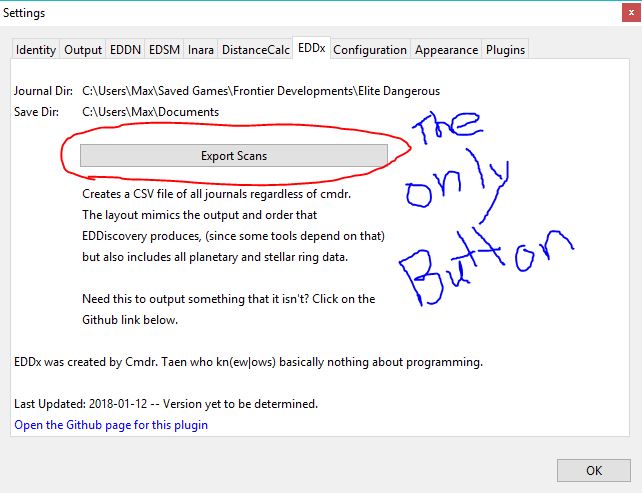 Settings
x
Identity Output EDDN EDSM Inara DistanceCalc EDDx Configuration Appearance Plugins
Journal Dir: C:\Users\Max\Saved Games\Frontier Developments\Elite Dangerous
Save Dir: C:\Users\Max\Documents
Export Scans
Creates a CSV file of all journals regardless of cmdr.
The layout mimics the output and order that
EDDiscovery produces, (since some tools depend on that)
but also includes all planetary and stellar ring data.
Need this to output something that it isn't? Click on the
Github link below.
The
only
Button
EDDx was created by Cmdr. Taen who kn(ew|ows) basically nothing about programming.
Last Updated: 2018-01-12 -- Version yet to be determined.
Open the Github page for this plugin
OK